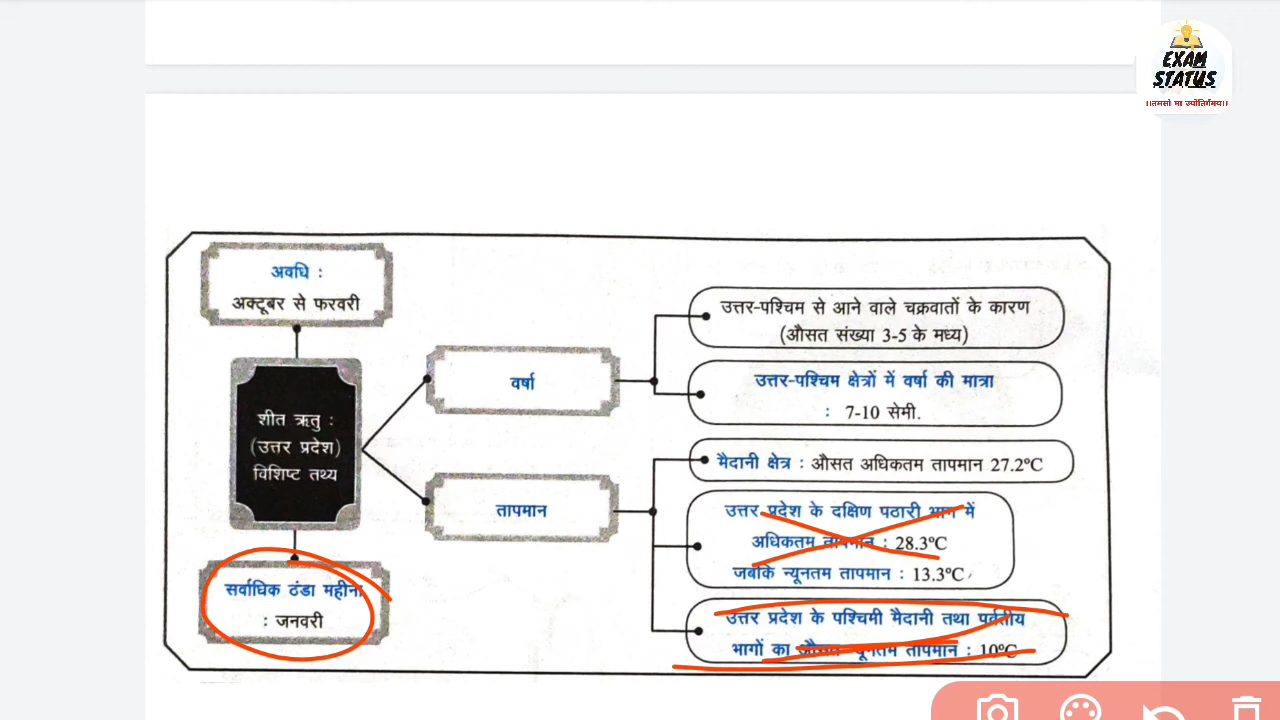 EXAM
STATUS
।।तमसो मा ज्योतिर्गमय।।
अवधि :
अक्टूबर से फरवरी
शीत ऋतु :
(उत्तर प्रदेश)
विशिष्ट तथ्य
सर्वाधिक ठंडा महीना
: जनवरी
वर्षा
उत्तर-पश्चिम से आने वाले चक्रवातों के कारण
(औसत संख्या 3-5 के मध्य)
उत्तर-पश्चिम क्षेत्रों में वर्षा की मात्रा
: 7-10 सेमी.
तापमान
मैदानी क्षेत्र : औसत अधिकतम तापमान 27.2°C
उत्तर प्रदेश के दक्षिण पठारी भाग में
अधिकतम तापमान : 28.3°C
जबकि न्यूनतम तापमान : 13.3°C
उत्तर प्रदेश के पश्चिमी मैदानी तथा पर्वतीय
भागों का औसत न्यूनतम तापमान : 10°C